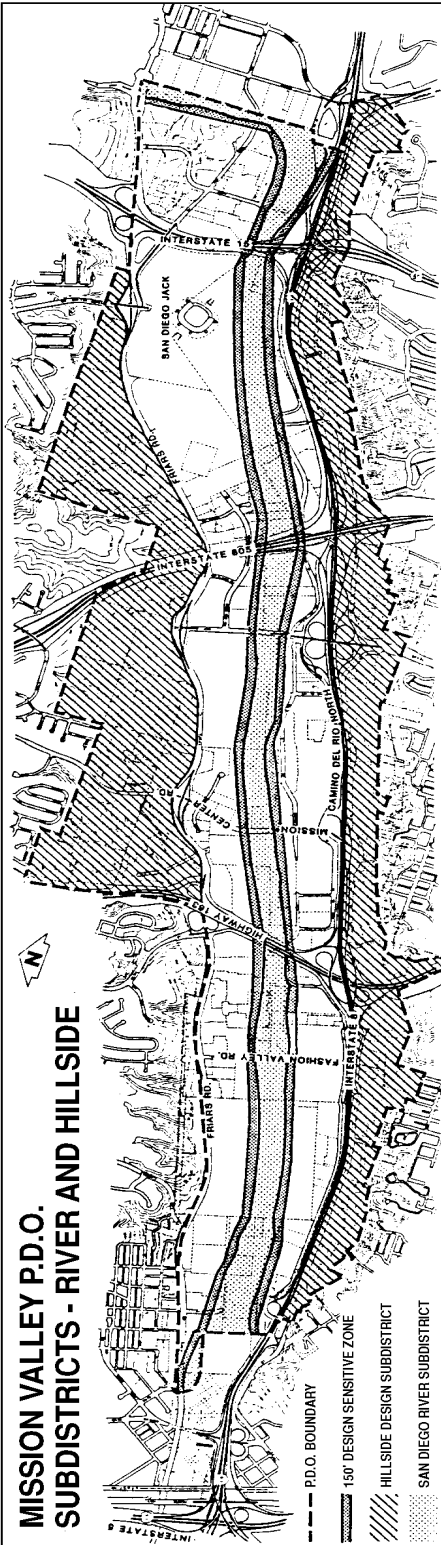 MISSION VALLEY P.D.O.
SUBDISTRICTS - RIVER AND HILLSIDE
N
INTERSTATE 5
FRIARS RD.
HIGHWAY 163
FASHION VALLEY RD.
INTERSTATE 8
MISSION
CENTER
RD
CAMINO DEL RIO NORTH
INTERSTATE 805
FRIARS RD
SAN DIEGO JACK
INTERSTATE 15
P.D.O. BOUNDARY
150' DESIGN SENSITIVE ZONE
HILLSIDE DESIGN SUBDISTRICT
SAN DIEGO RIVER SUBDISTRICT